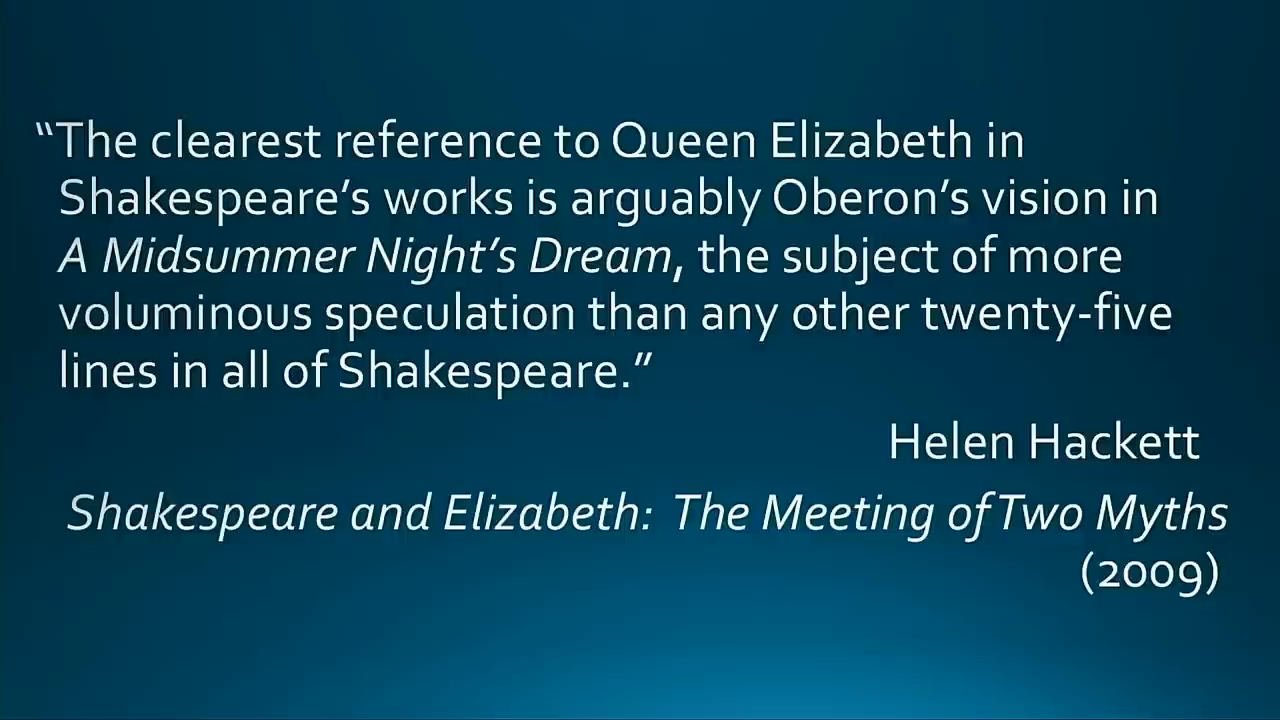 “The clearest reference to Queen Elizabeth in
Shakespeare’s works is arguably Oberon’s vision in
A Midsummer Night’s Dream, the subject of more
voluminous speculation than any other twenty-five
lines in all of Shakespeare.”
Helen Hackett
Shakespeare and Elizabeth: The Meeting of Two Myths
(2009)